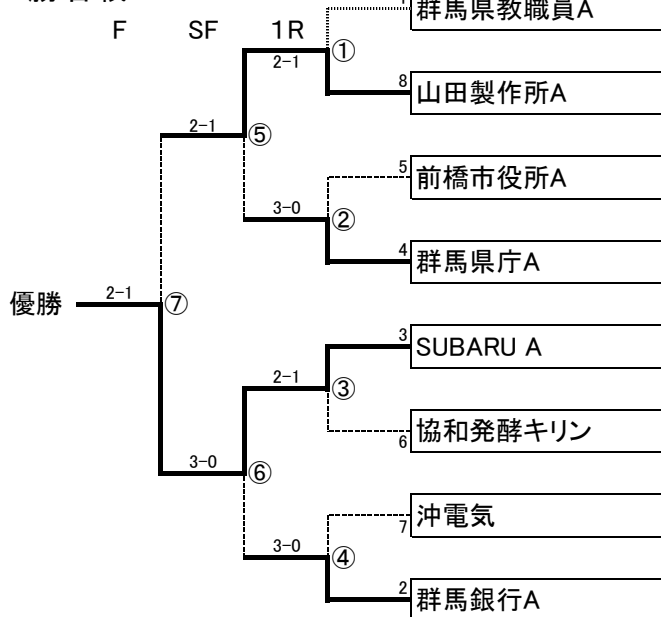 F SF 1R
群馬県教職員A
① 2-1
8 山田製作所A
2-1 ⑤
5 前橋市役所A
3-0 ②
4 群馬県庁A
優勝 2-1 ⑦
3 SUBARU A
2-1 ③
6 協和発酵キリン
3-0 ⑥
7 沖電気
3-0 ④
2 群馬銀行A